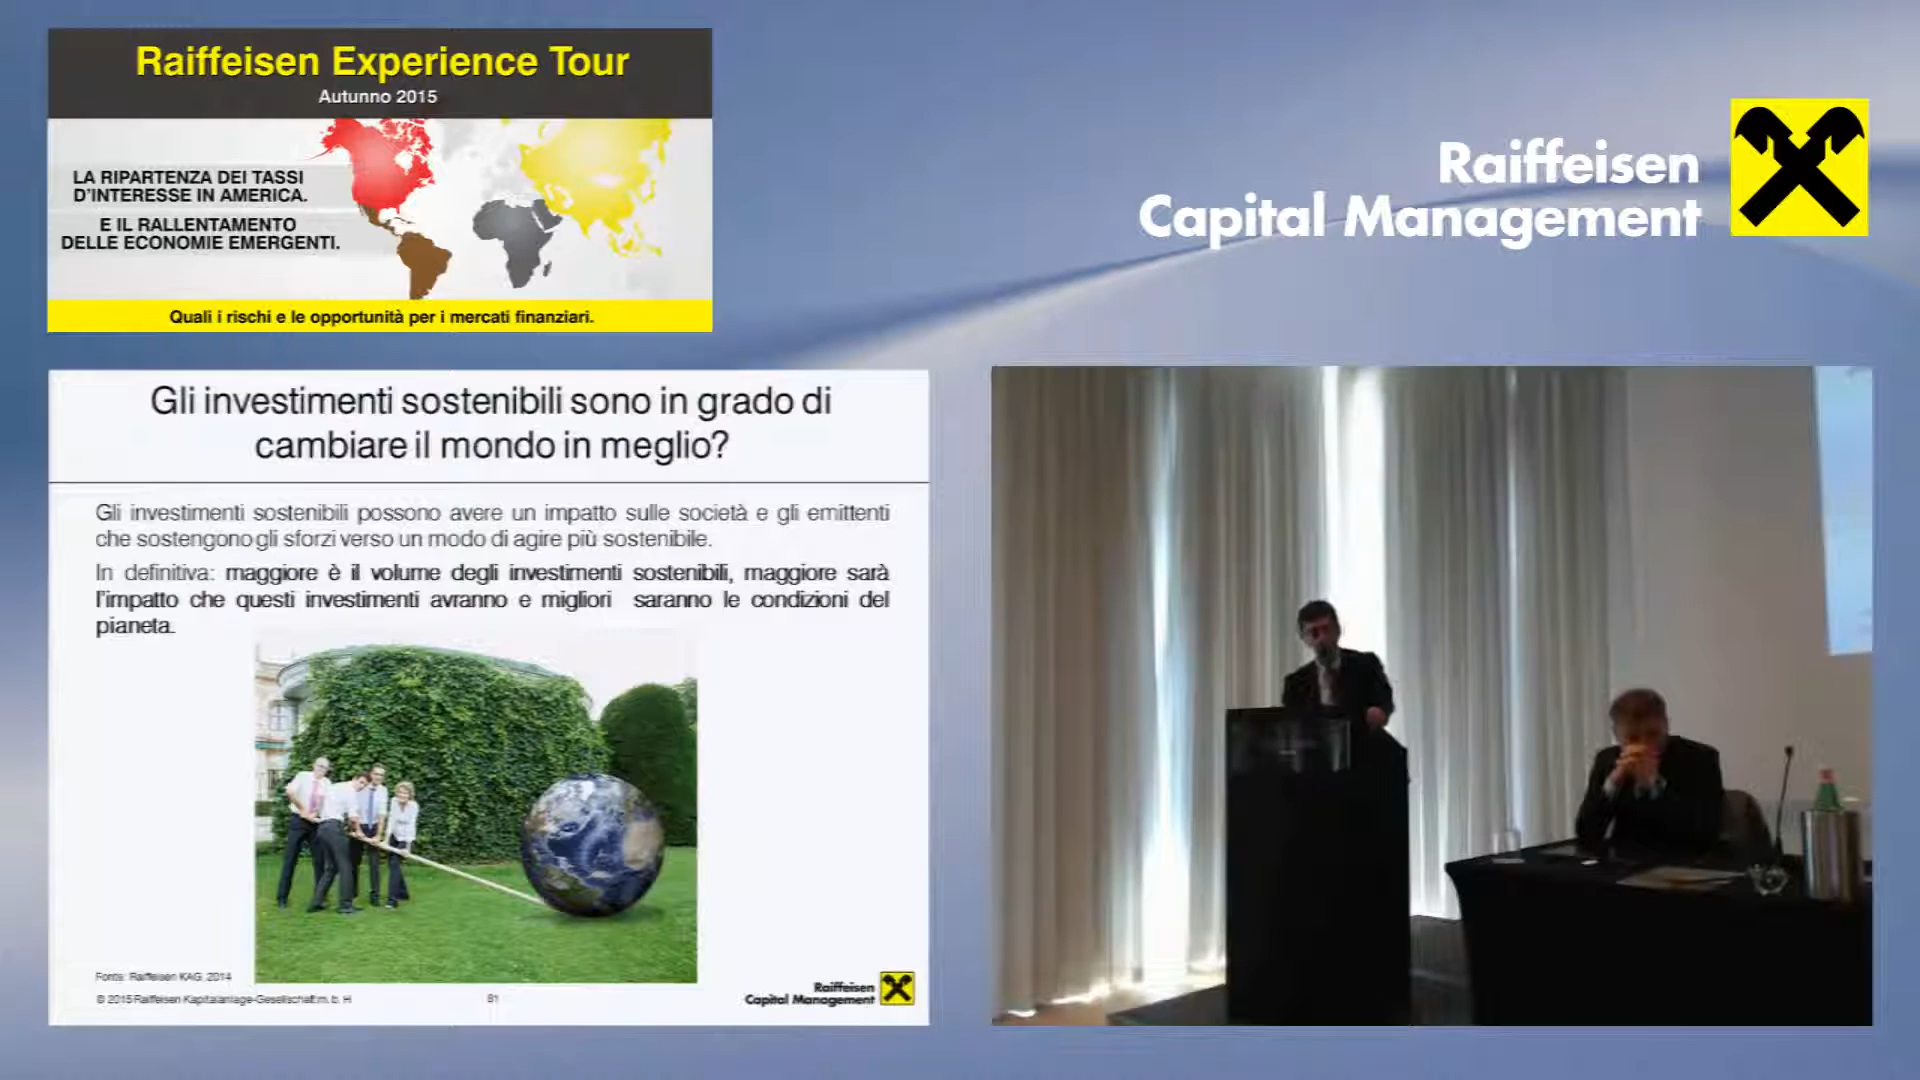 Raiffeisen Experience Tour
Autunno 2015
LA RIPARTENZA DEI TASSI
D'INTERESSE IN AMERICA.
E IL RALLENTAMENTO
DELLE ECONOMIE EMERGENTI.
Quali i rischi e le opportunità per i mercati finanziari.
Raiffeisen
Capital Management
Gli investimenti sostenibili sono in grado di
cambiare il mondo in meglio?
Gli investimenti sostenibili possono avere un impatto sulle società e gli emittenti
che sostengono gli sforzi verso un modo di agire più sostenibile.
In definitiva: maggiore è il volume degli investimenti sostenibili, maggiore sarà
l'impatto che questi investimenti avranno e migliori saranno le condizioni del
pianeta.
Fonte: Raiffeisen KAG, 2014
© 2015 Raiffeisen Kapitalanlage-Gesellschaft m. b. H
81
Raiffeisen
Capital Management